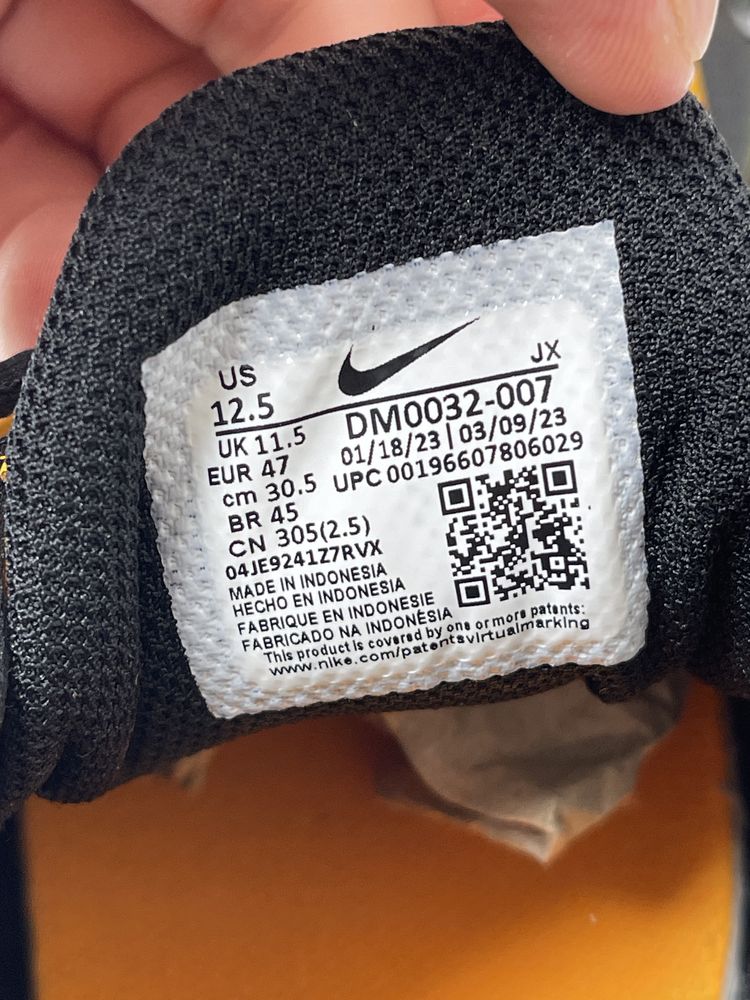 US
JX
12.5
DM0032-007
UK 11.5
01/18/23 | 03/09/23
EUR 47
UPC 00196607806029
cm 30.5
BR 45
CN 305(2.5)
04JE9241Z7RVX
MADE IN INDONESIA
HECHO EN INDONESIA
FABRIQUE EN INDONESIE
FABRICADO NA INDONÉSIA
This product is covered by one or more patents:
www.nike.com/patentsvirtualmarking